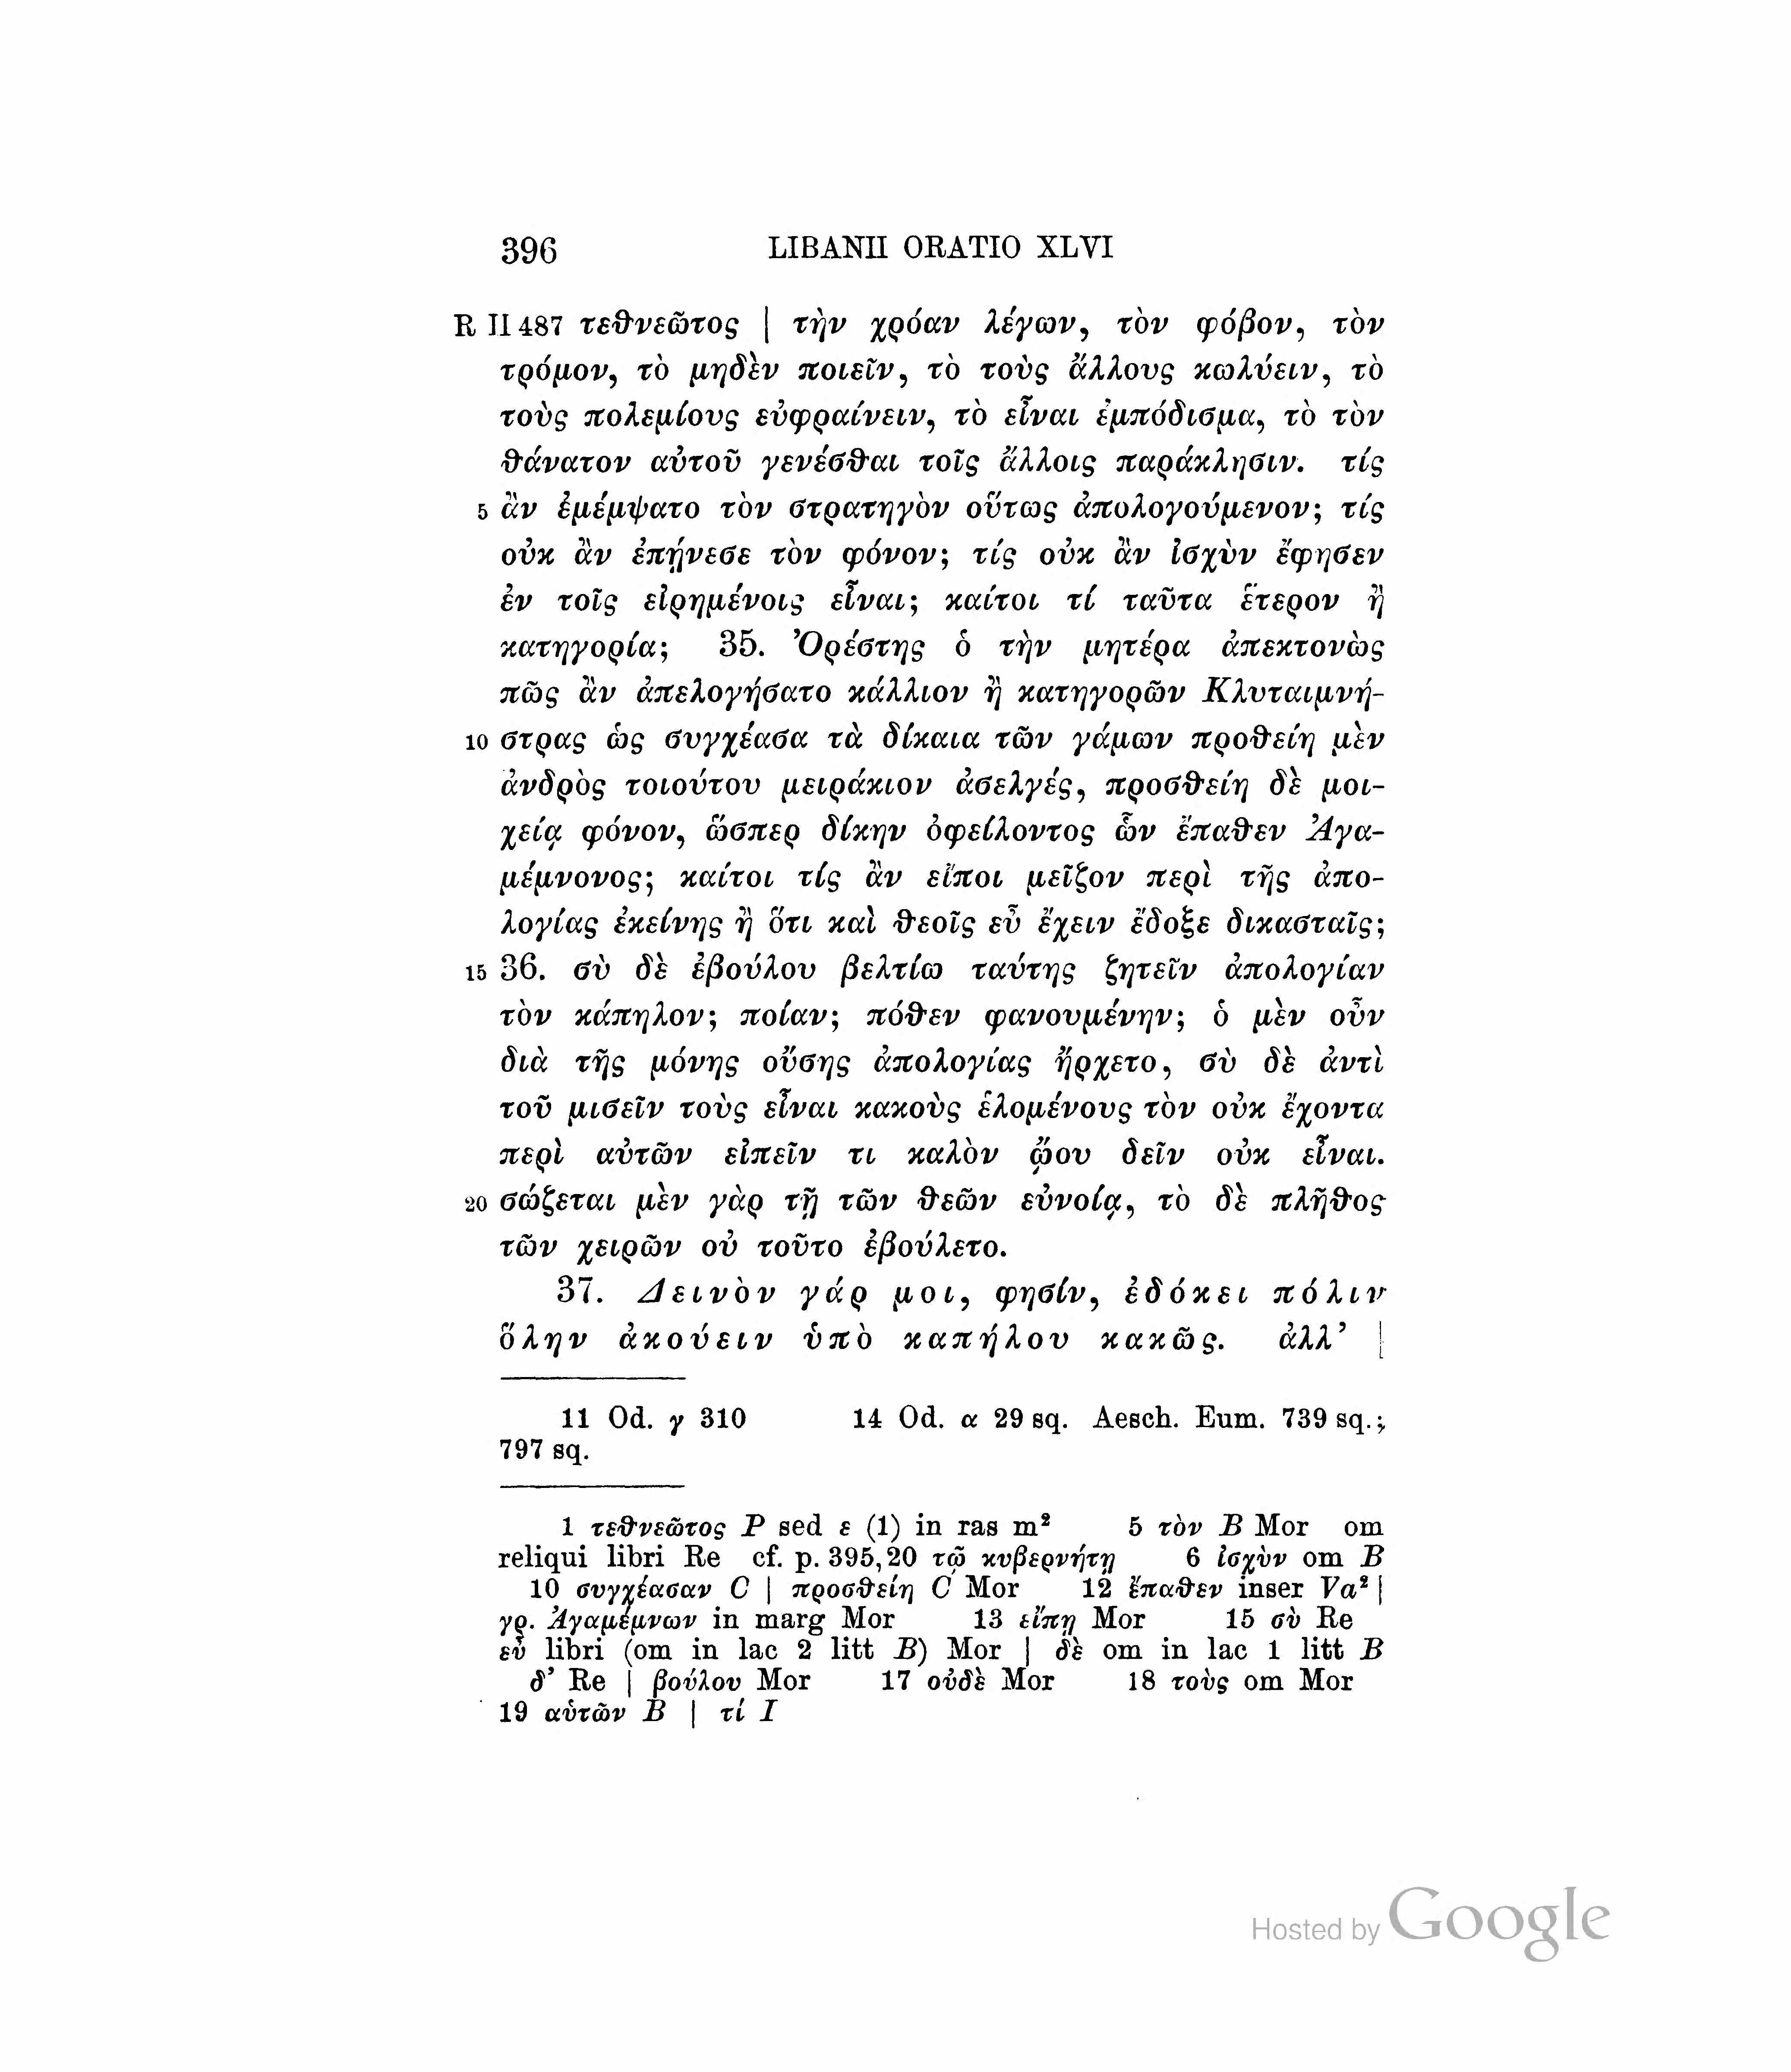 396 LIBANII ORATIO XLVI
R II 487 τεθνεῶτος | τὴν χρόαν λέγων, τὸν φόβον, τὸν
τρόμον, τὸ μηδὲν ποιεῖν, τὸ τοὺς ἄλλους κωλύειν, τὸ
τοὺς πολεμίους εὐφραίνειν, τὸ εἶναι ἐμπόδισμα, τὸ τὸν
θάνατον αὐτοῦ γενέσθαι τοῖς ἄλλοις παράκλησιν. τίς
5 ἂν ἐμέμψατο τὸν στρατηγὸν οὕτως ἀπολογούμενον; τίς
οὐκ ἂν ἐπῄνεσε τὸν φόνον; τίς οὐκ ἂν ἰσχὺν ἔφησεν
ἐν τοῖς εἰρημένοις εἶναι; καίτοι τί ταῦτα ἕτερον ἢ
κατηγορία; 35. Ὀρέστης ὁ τὴν μητέρα ἀπεκτονὼς
πῶς ἂν ἀπελογήσατο κάλλιον ἢ κατηγορῶν Κλυταιμνή-
10 στρας ὡς συγχέασα τὰ δίκαια τῶν γάμων προθείη μὲν
ἀνδρὸς τοιούτου μειράκιον ἀσελγές, προσθείη δὲ μοι-
χείᾳ φόνον, ὥσπερ δίκην ὀφείλοντος ὧν ἔπαθεν Ἀγα-
μέμνονος; καίτοι τίς ἂν εἴποι μεῖζον περὶ τῆς ἀπο-
λογίας ἐκείνης ἢ ὅτι καὶ θεοῖς εὖ ἔχειν ἔδοξε δικασταῖς;
15 36. σὺ δὲ ἐβούλου βελτίω ταύτης ζητεῖν ἀπολογίαν
τὸν κάπηλον; ποίαν; πόθεν φανουμένην; ὁ μὲν οὖν
διὰ τῆς μόνης οὔσης ἀπολογίας ἤρχετο, σὺ δὲ ἀντὶ
τοῦ μισεῖν τοὺς εἶναι κακοὺς ἑλομένους τὸν οὐκ ἔχοντα
περὶ αὐτῶν εἰπεῖν τι καλὸν ᾤου δεῖν οὐκ εἶναι.
20 σώζεται μὲν γὰρ τῇ τῶν θεῶν εὐνοίᾳ, τὸ δὲ πλῆθος
τῶν χειρῶν οὐ τοῦτο ἐβούλετο.
37. Δεινὸν γάρ μοι, φησίν, ἐδόκει πόλιν
ὅλην ἀκούειν ὑπὸ καπήλου κακῶς. ἀλλ’ |
11 Od. γ 310 14 Od. α 29 sq. Aesch. Eum. 739 sq.;
797 sq.
1 τεθνεῶτος P sed ε (1) in ras m² 5 τὸν B Mor om
reliqui libri Re cf. p. 395,20 τῷ κυβερνήτῃ 6 ἰσχὺν om B
10 συγχέασαν C | προσθείη C Mor 12 ἔπαθεν inser Va² |
γρ. Ἀγαμέμνων in marg Mor 13 εἴπῃ Mor 15 σὺ Re
εὖ libri (om in lac 2 litt B) Mor | δὲ om in lac 1 litt B
δ’ Re | βούλου Mor 17 οὐδὲ Mor 18 τοὺς om Mor
19 αὑτῶν B | τί I
Hosted by Google